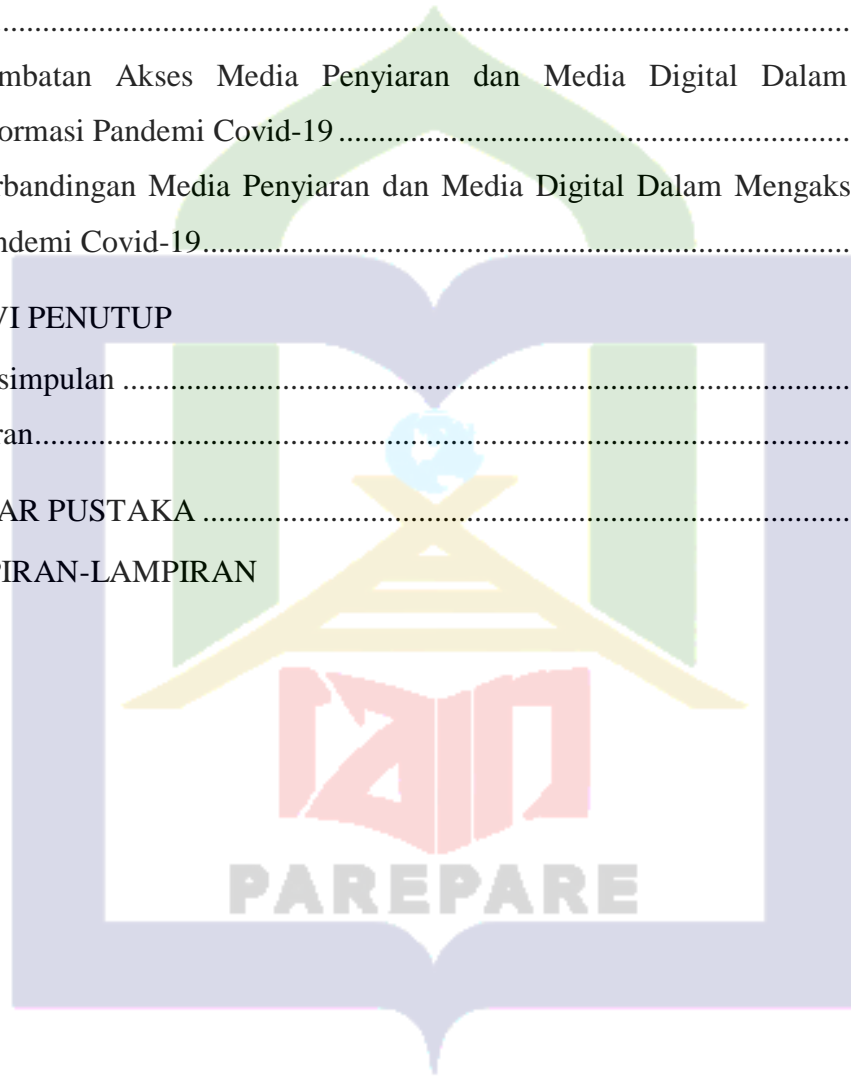 ................................................................................................
mbatan Akses Media Penyiaran dan Media Digital Dalam
ormasi Pandemi Covid-19 ................................................................
rbandingan Media Penyiaran dan Media Digital Dalam Mengaks
ndemi Covid-19................................................................................
VI PENUTUP
simpulan ........................................................................................
ran..................................................................................................
AR PUSTAKA ................................................................................
PIRAN-LAMPIRAN
iain
PAREPARE